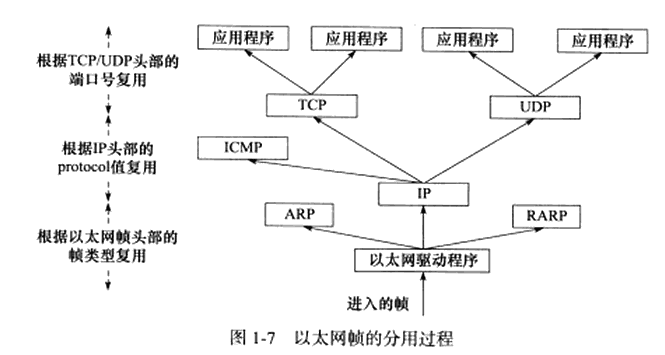 应用程序 应用程序 应用程序 应用程序
根据TCP/UDP头部的
端口号复用
TCP UDP
ICMP
根据IP头部的
protocol值复用
IP
ARP RARP
根据以太网帧头部的
帧类型复用
以太网驱动程序
进入的帧
图 1-7 以太网帧的分用过程